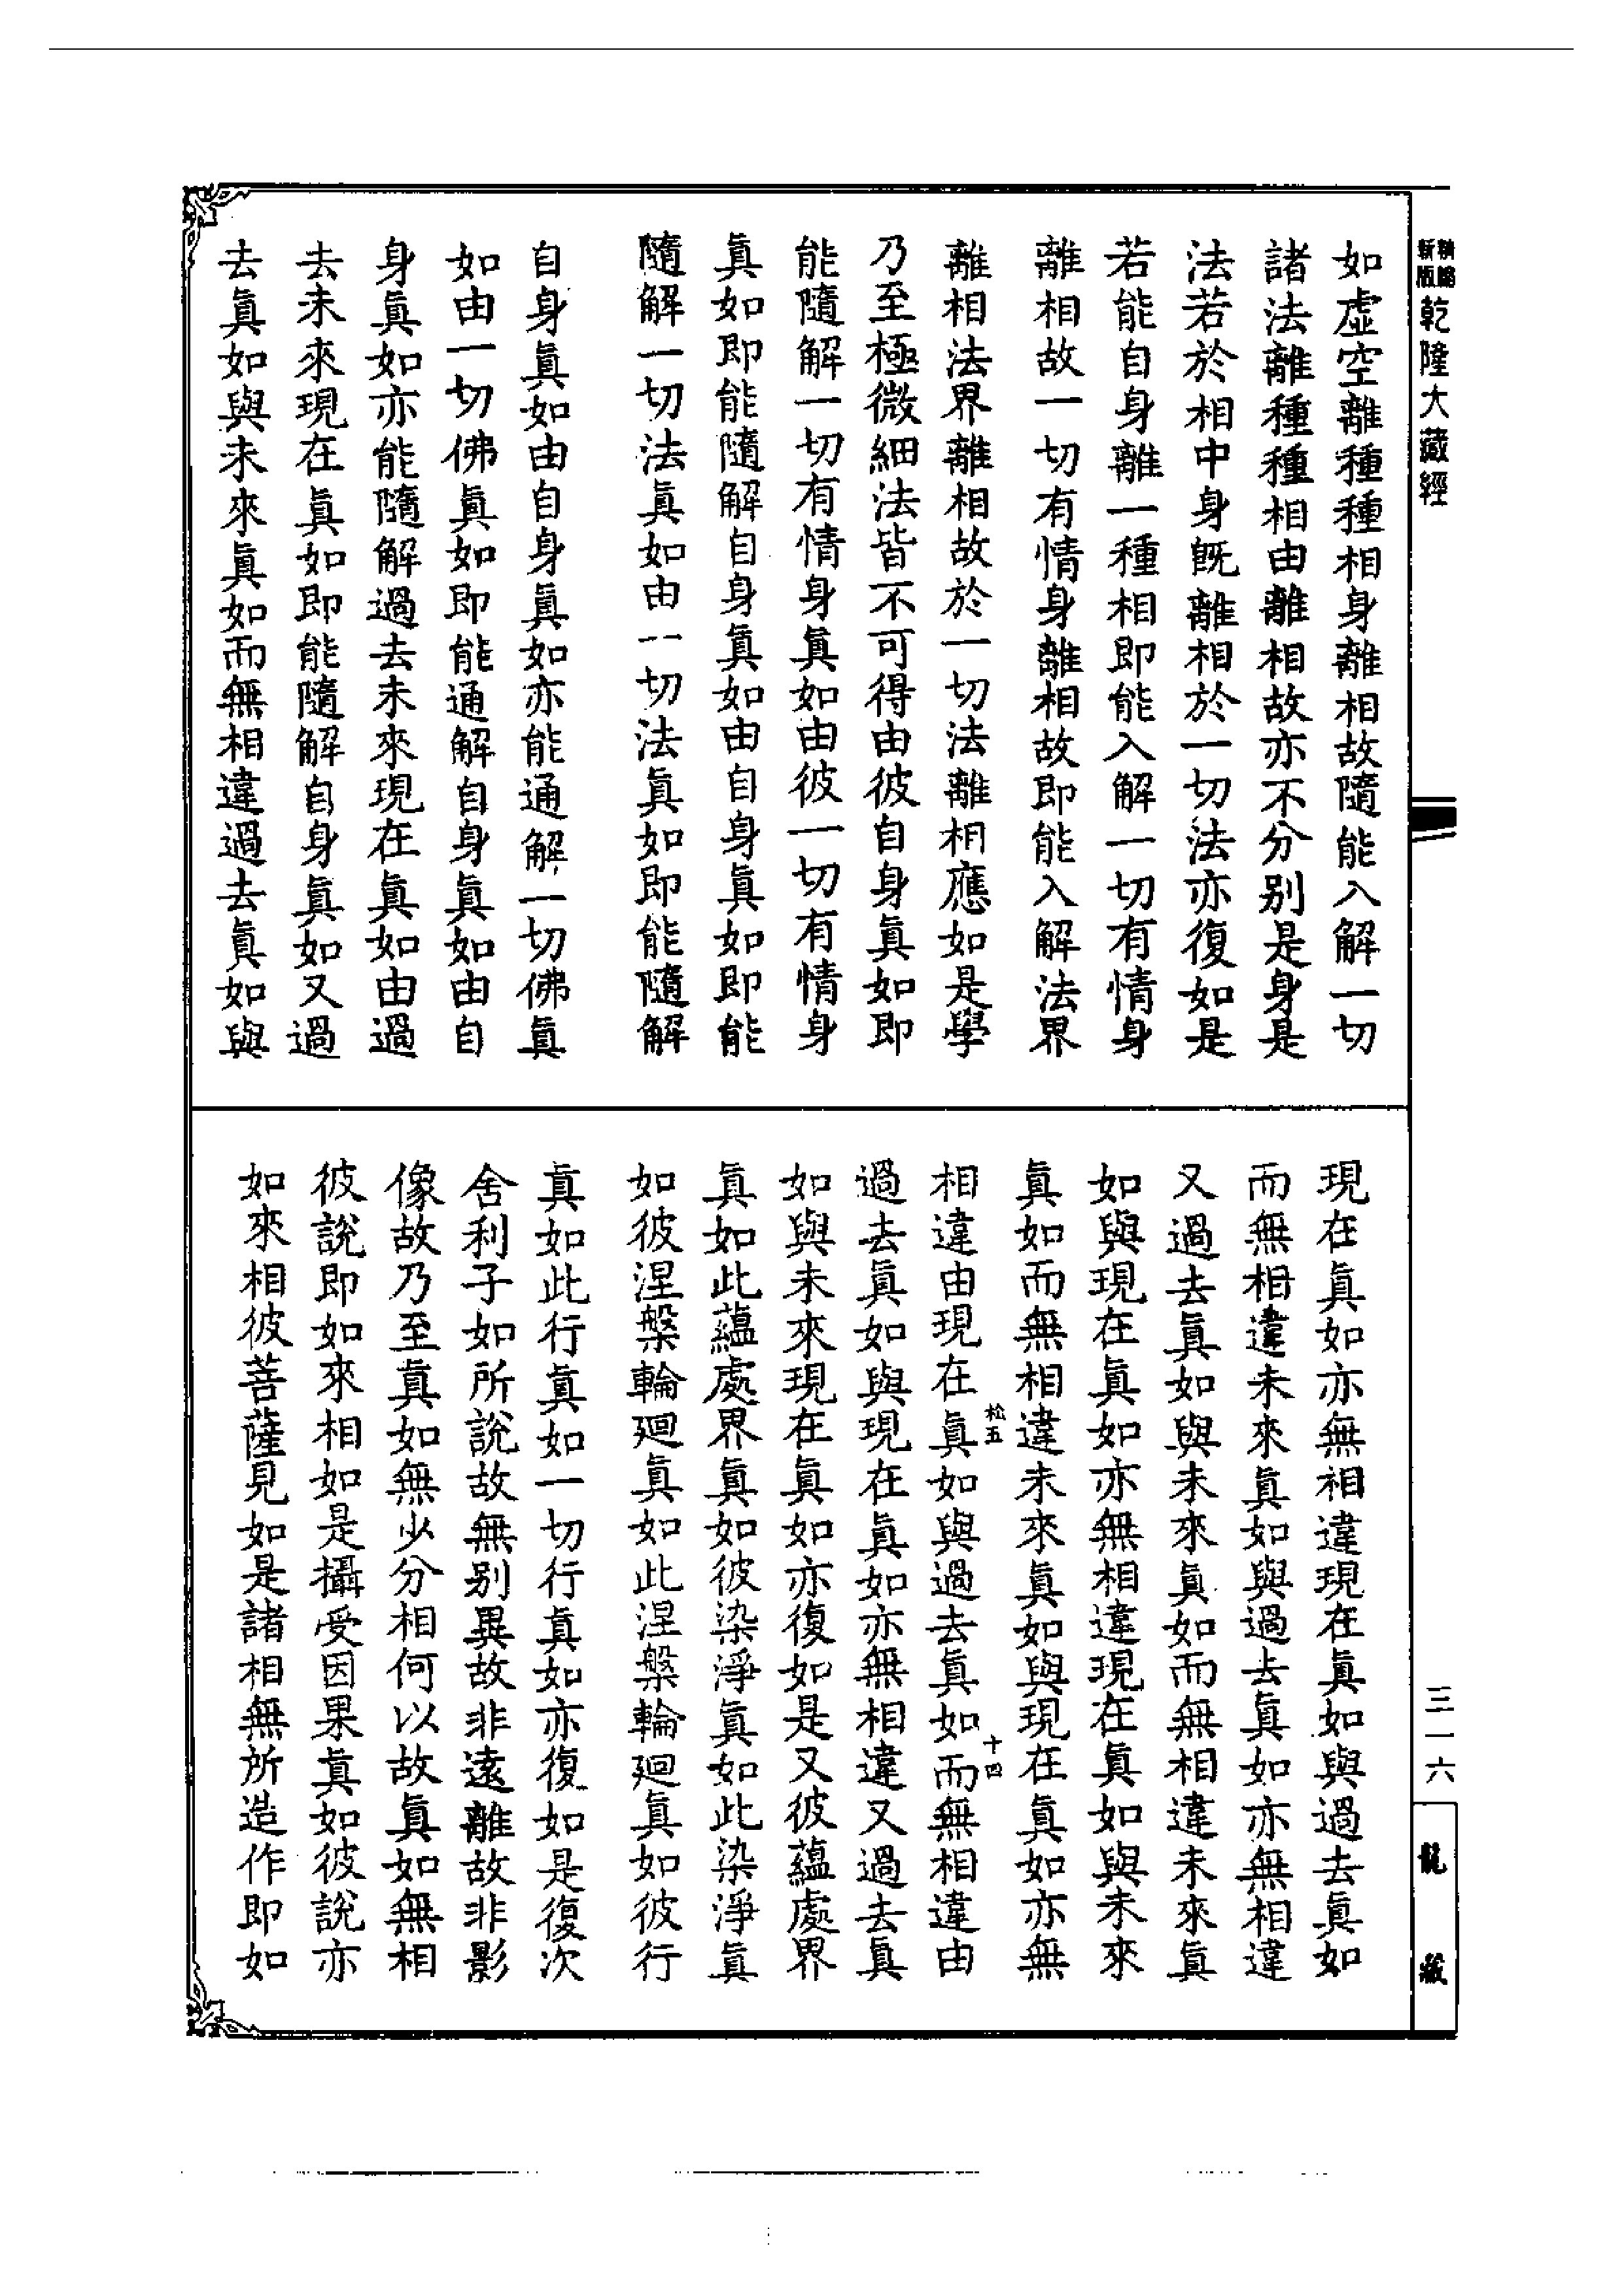 新版
精縮
乾隆大藏經
如虛空離種種相身離相故隨能入解一切
諸法離種種相由離相故亦不分别是身是
法若於相中身旣離相於一切法亦復如是
若能自身離一種相即能入解一切有情身
離相故一切有情身離相故即能入解法界
離相法界離相故於一切法離相應如是學
乃至極微細法皆不可得由彼自身眞如即
能隨解一切有情身眞如由彼一切有情身
眞如即能隨解自身眞如由自身眞如即能
隨解一切法眞如由一切法眞如即能隨解
自身眞如由自身眞如亦能通解一切佛眞
如由一切佛眞如即能通解自身眞如由自
身眞如亦能隨解過去未來現在眞如由過
去未來現在眞如即能隨解自身眞如又過
去眞如與未來眞如而無相違過去眞如與
現在眞如亦無相違現在眞如與過去眞如
而無相違未來眞如與過去眞如亦無相違
又過去眞如與未來眞如而無相違未來眞
如與現在眞如亦無相違現在眞如與未來
眞如而無相違未來眞如與現在眞如亦無
松五
十四
相違由現在眞如與過去眞如而無相違由
過去眞如與現在眞如亦無相違又過去眞
如與未來現在眞如亦復如是又彼蘊處界
眞如此蘊處界眞如彼染淨眞如此染淨眞
如彼涅槃輪廻眞如此涅槃輪廻眞如彼行
眞如此行眞如一切行眞如亦復如是復次
舍利子如所說故無别異故非遠離故非影
像故乃至眞如無少分相何以故眞如無相
彼說即如來相如是攝受因果眞如彼說亦
如來相彼菩薩見如是諸相無所造作即如
三一六
龍藏